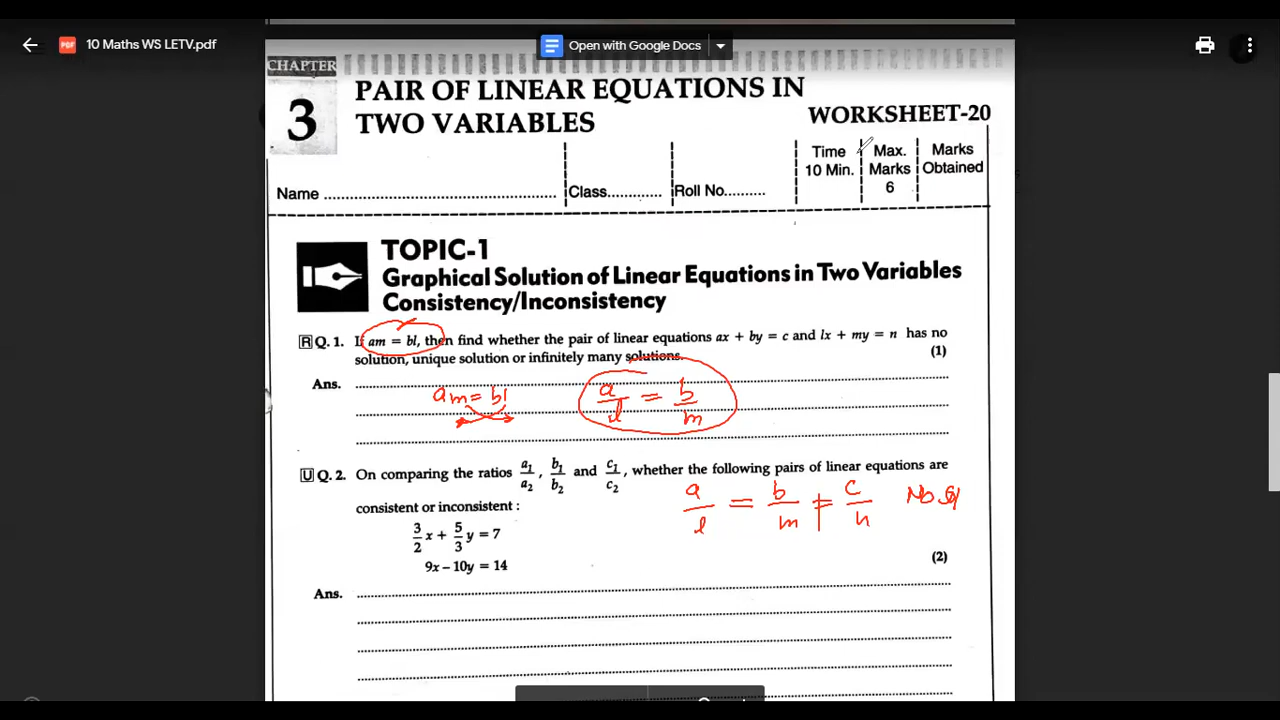 10 Maths WS LETV.pdf
Open with Google Docs
CHAPTER
3
PAIR OF LINEAR EQUATIONS IN
TWO VARIABLES
WORKSHEET-20
Time
10 Min.
Max.
Marks
6
Marks
Obtained
Name ........................................................ Class............. Roll No..........
TOPIC-1
Graphical Solution of Linear Equations in Two Variables
Consistency/Inconsistency
R Q. 1. If am = bl, then find whether the pair of linear equations ax + by = c and lx + my = n has no
solution, unique solution or infinitely many solutions. (1)
Ans.
am = bl
a/l = b/m
U Q. 2. On comparing the ratios a1/a2, b1/b2 and c1/c2, whether the following pairs of linear equations are
consistent or inconsistent :
a/l = b/m ≠ c/n No
3/2 x + 5/3 y = 7
9x – 10y = 14
(2)
Ans.